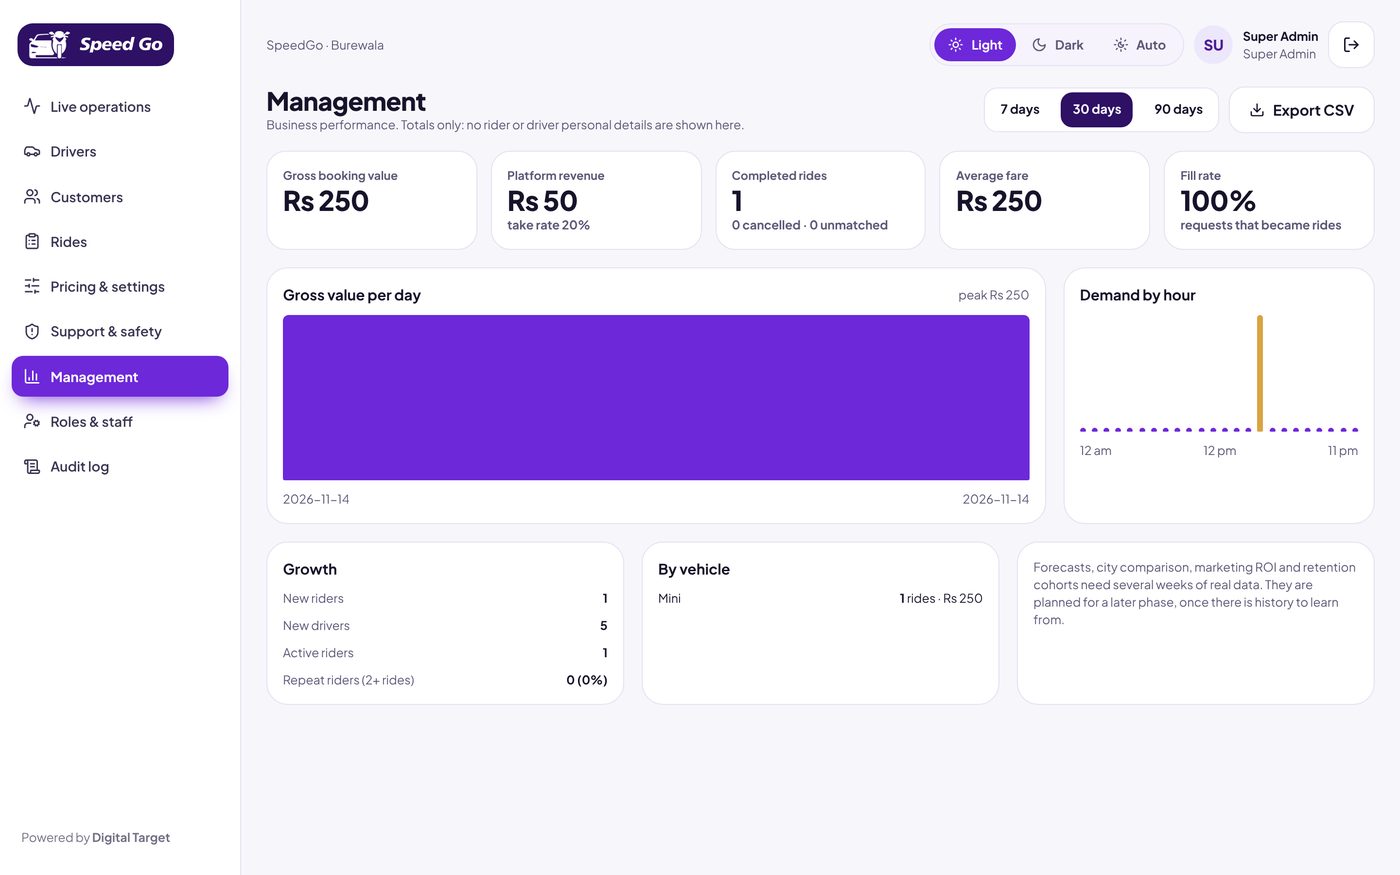 Speed Go
SpeedGo · Burewala
Light
Dark
Auto
SU
Super Admin
Super Admin
Live operations
Drivers
Customers
Rides
Pricing & settings
Support & safety
Management
Roles & staff
Audit log
Powered by Digital Target
Management
Business performance. Totals only: no rider or driver personal details are shown here.
7 days
30 days
90 days
Export CSV
Gross booking value
Rs 250
Platform revenue
Rs 50
take rate 20%
Completed rides
1
0 cancelled · 0 unmatched
Average fare
Rs 250
Fill rate
100%
requests that became rides
Gross value per day
peak Rs 250
2026-11-14
2026-11-14
Demand by hour
12 am
12 pm
11 pm
Growth
New riders 1
New drivers 5
Active riders 1
Repeat riders (2+ rides) 0 (0%)
By vehicle
Mini 1 rides · Rs 250
Forecasts, city comparison, marketing ROI and retention
cohorts need several weeks of real data. They are
planned for a later phase, once there is history to learn
from.